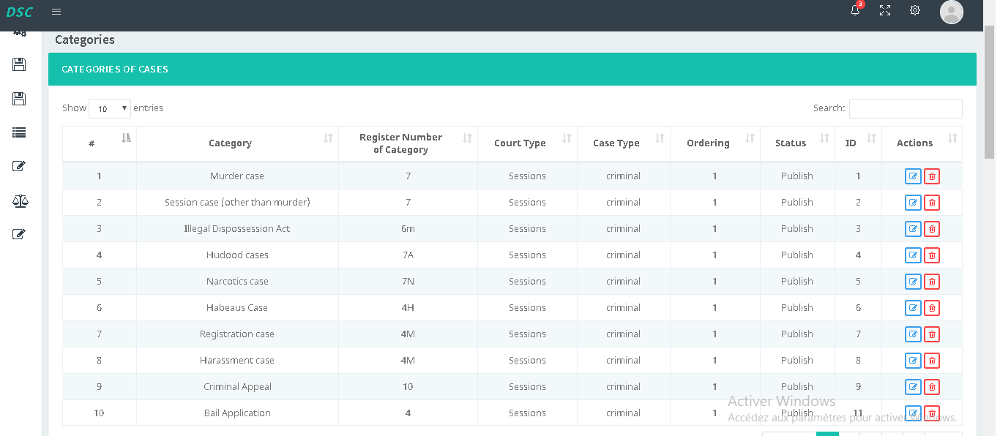 DSC
3
Categories
CATEGORIES OF CASES
Show 10 entries Search:
# Category Register Number of Category Court Type Case Type Ordering Status ID Actions
1 Murder case 7 Sessions criminal 1 Publish 1
2 Session case (other than murder) 7 Sessions criminal 1 Publish 2
3 Illegal Dispossession Act 6m Sessions criminal 1 Publish 3
4 Hudood cases 7A Sessions criminal 1 Publish 4
5 Narcotics case 7N Sessions criminal 1 Publish 5
6 Habeaus Case 4H Sessions criminal 1 Publish 6
7 Registration case 4M Sessions criminal 1 Publish 7
8 Harassment case 4M Sessions criminal 1 Publish 8
9 Criminal Appeal 10 Sessions criminal 1 Publish 9
10 Bail Application 4 Sessions criminal 1 Publish 11
Activer Windows
Accédez aux paramètres pour activer Windows.